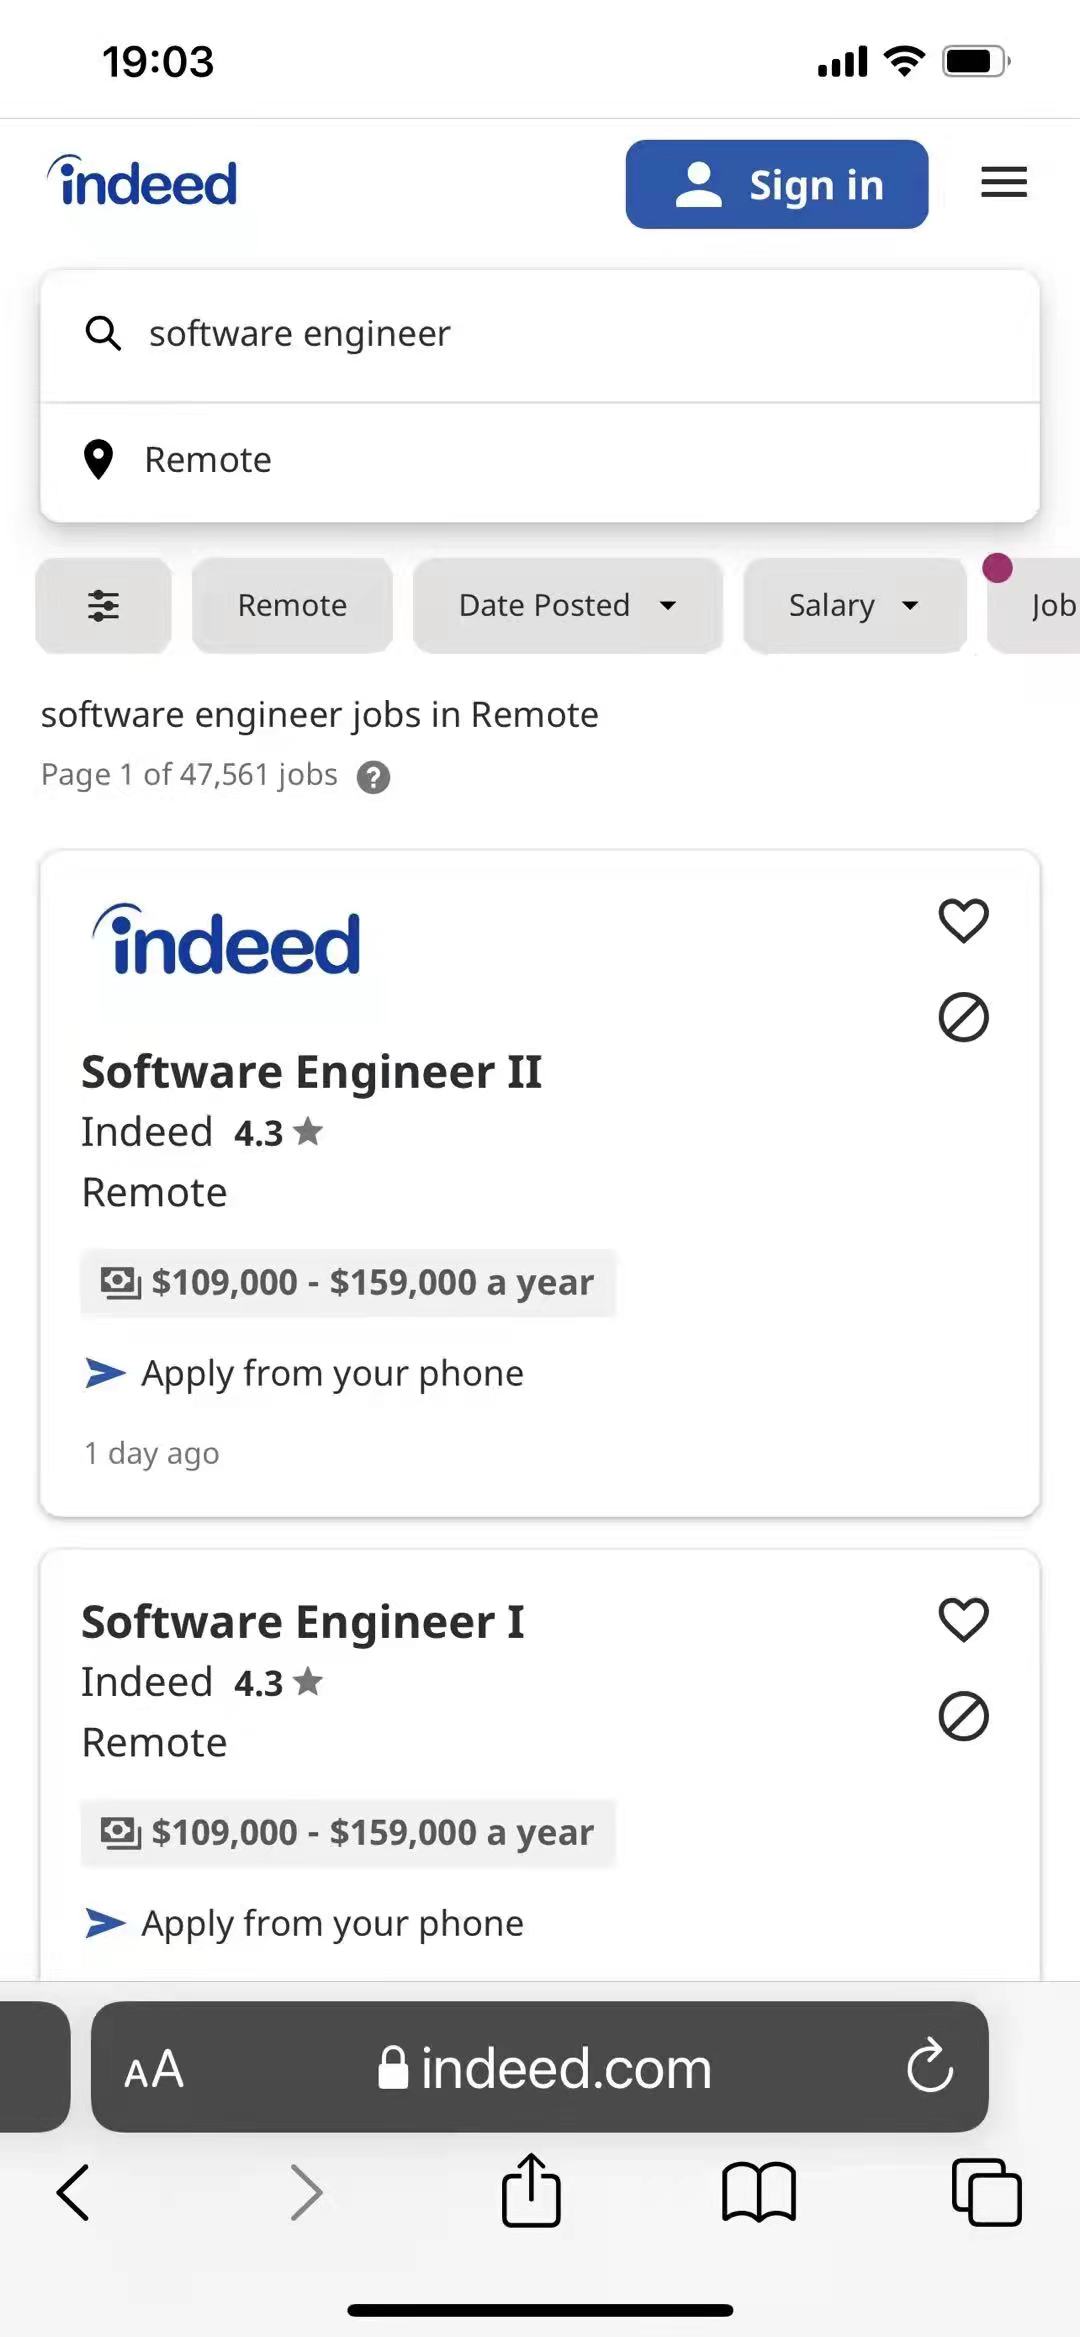 19:03
indeed
Sign in
software engineer
Remote
Remote
Date Posted
Salary
Job
software engineer jobs in Remote
Page 1 of 47,561 jobs ?
indeed
Software Engineer II
Indeed 4.3
Remote
$109,000 - $159,000 a year
Apply from your phone
1 day ago
Software Engineer I
Indeed 4.3
Remote
$109,000 - $159,000 a year
Apply from your phone
AA indeed.com